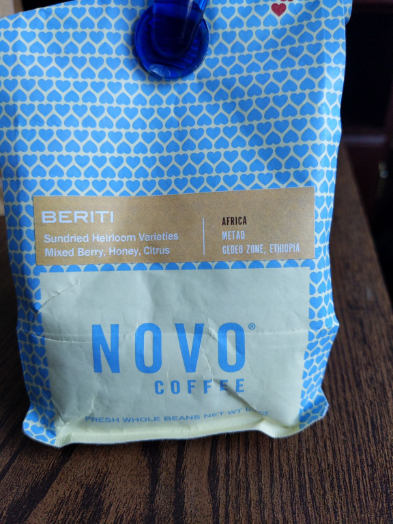 BERITI
Sundried Heirloom Varieties
Mixed Berry, Honey, Citrus
AFRICA
METAD
GEDEO ZONE, ETHIOPIA
NOVO®
COFFEE
FRESH WHOLE BEANS NET WT